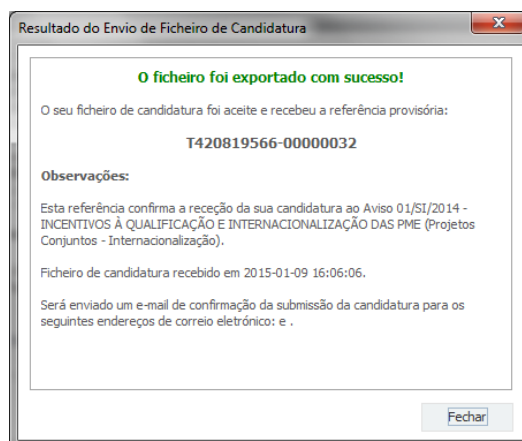 Resultado do Envio de Ficheiro de Candidatura
O ficheiro foi exportado com sucesso!
O seu ficheiro de candidatura foi aceite e recebeu a referência provisória:
T420819566-00000032
Observações:
Esta referência confirma a receção da sua candidatura ao Aviso 01/SI/2014 -
INCENTIVOS À QUALIFICAÇÃO E INTERNACIONALIZAÇÃO DAS PME (Projetos
Conjuntos - Internacionalização).
Ficheiro de candidatura recebido em 2015-01-09 16:06:06.
Será enviado um e-mail de confirmação da submissão da candidatura para os
seguintes endereços de correio eletrónico: e .
Fechar